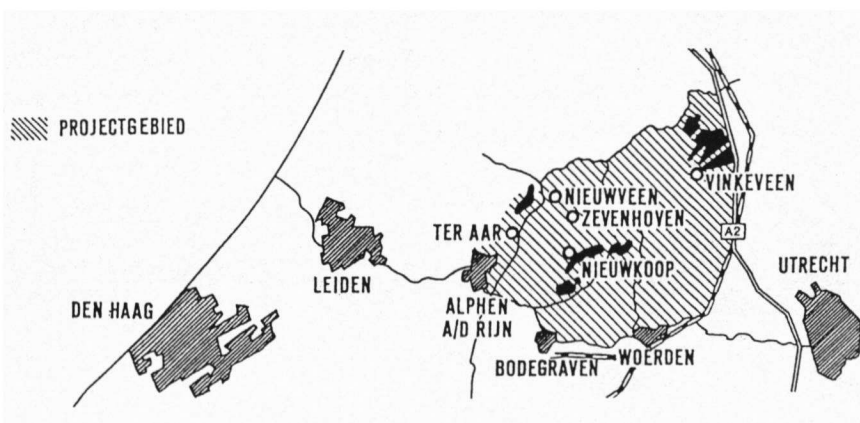 PROJECTGEBIED
VINKEVEEN
NIEUWVEEN
ZEVENHOVEN
TER AAR
A2
NIEUWKOOP
UTRECHT
LEIDEN
DEN HAAG
ALPHEN
A/D RIJN
BODEGRAVEN
WOERDEN